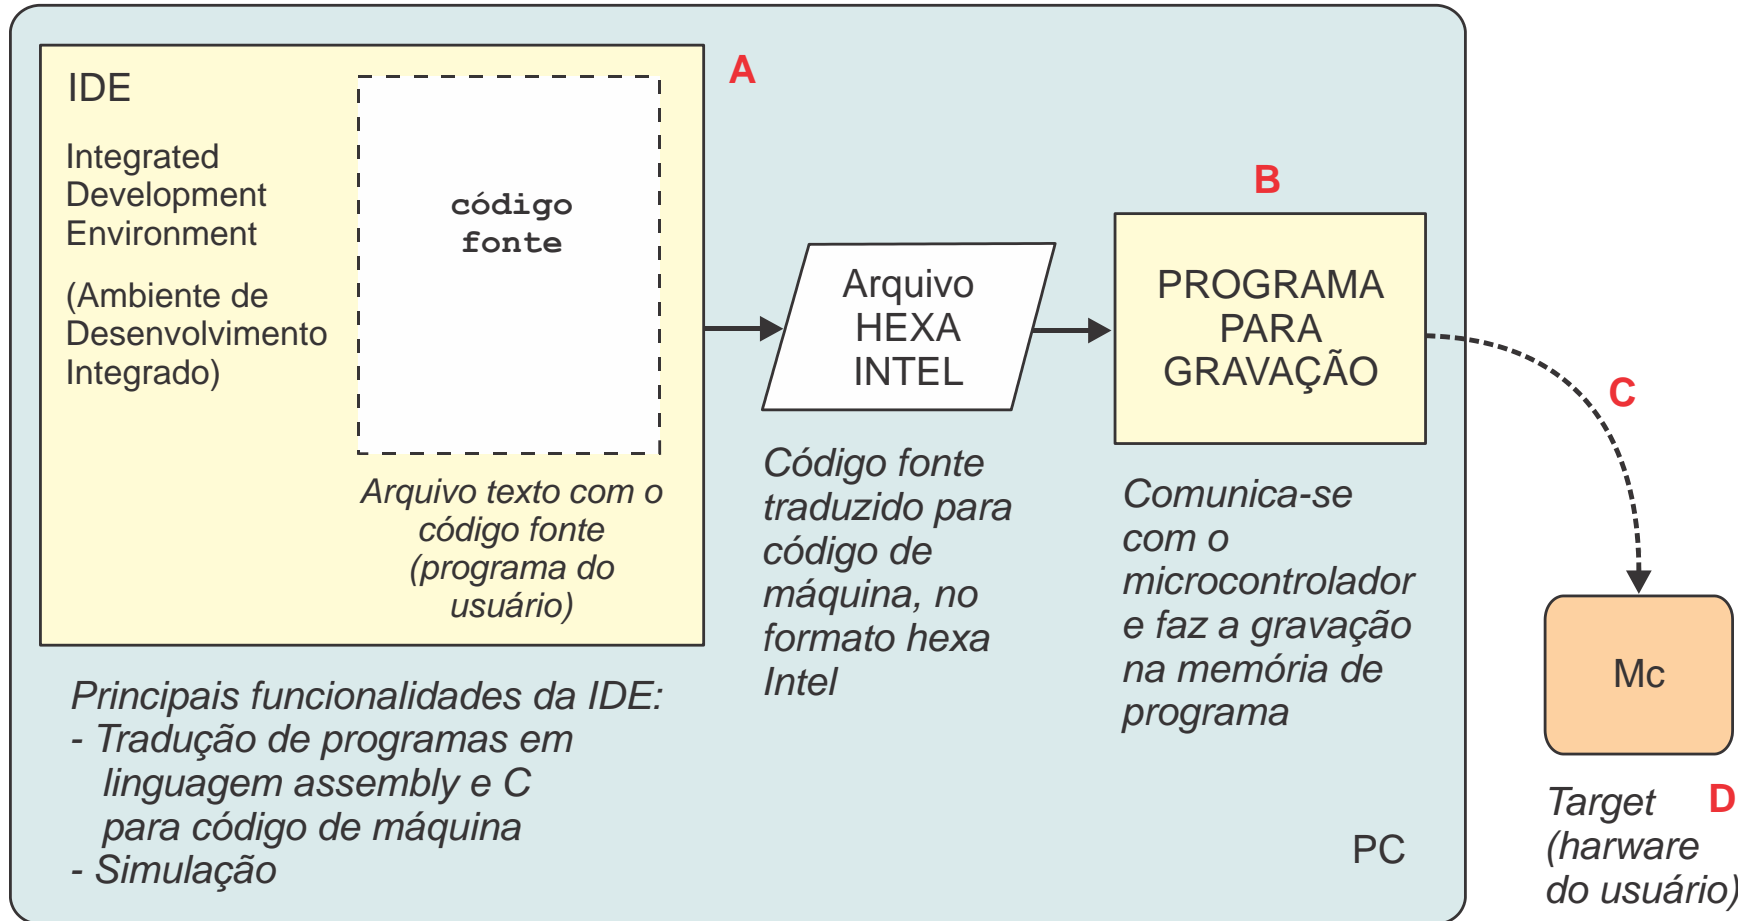 IDE
Integrated
Development
Environment
(Ambiente de
Desenvolvimento
Integrado)
código
fonte
Arquivo texto com o
código fonte
(programa do
usuário)
A
Principais funcionalidades da IDE:
- Tradução de programas em
linguagem assembly e C
para código de máquina
- Simulação
Arquivo
HEXA
INTEL
Código fonte
traduzido para
código de
máquina, no
formato hexa
Intel
B
PROGRAMA
PARA
GRAVAÇÃO
Comunica-se
com o
microcontrolador
e faz a gravação
na memória de
programa
PC
C
Mc
Target D
(harware
do usuário)